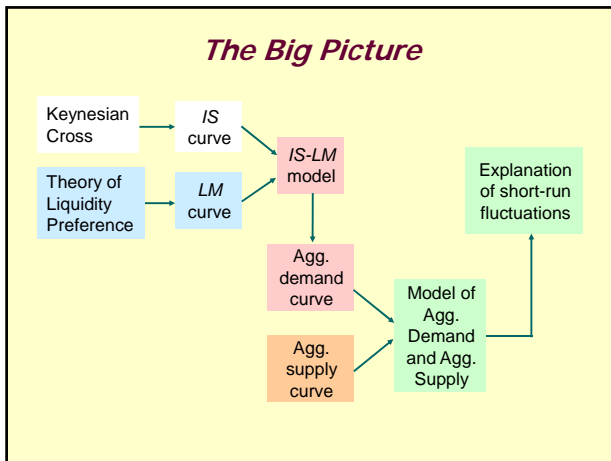 The Big Picture
Keynesian
Cross
IS
curve
Theory of
Liquidity
Preference
LM
curve
IS-LM
model
Agg.
demand
curve
Agg.
supply
curve
Model of
Agg.
Demand
and Agg.
Supply
Explanation
of short-run
fluctuations